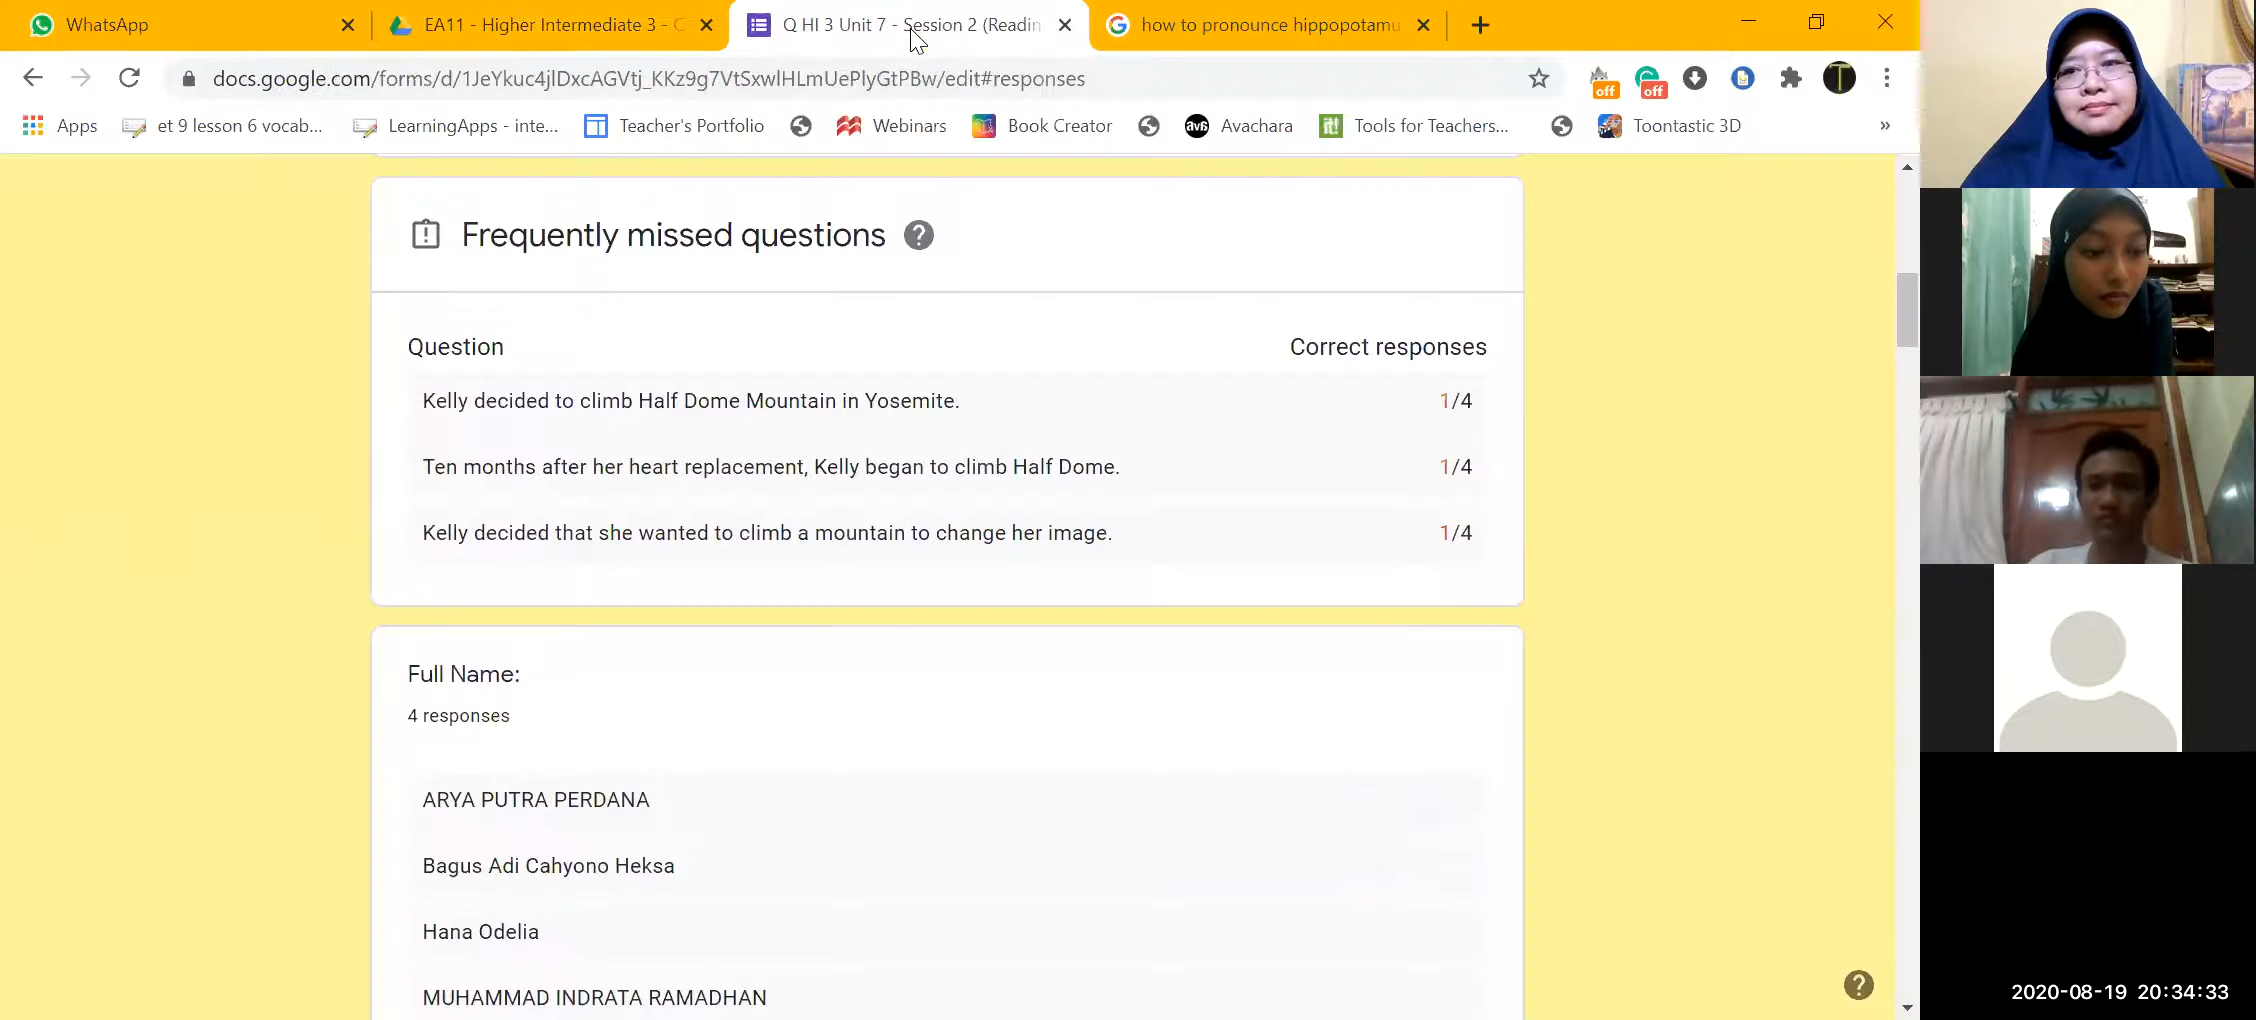 WhatsApp
EA11 - Higher Intermediate 3 - C
Q HI 3 Unit 7 - Session 2 (Readin
how to pronounce hippopotamu
docs.google.com/forms/d/1JeYkuc4jlDxcAGVtj_KKz9g7VtSxwlHLmUePlyGtPBw/edit#responses
off
off
T
Apps
et 9 lesson 6 vocab...
LearningApps - inte...
Teacher's Portfolio
Webinars
Book Creator
Avachara
Tools for Teachers...
Toontastic 3D
»
Frequently missed questions
Question
Correct responses
Kelly decided to climb Half Dome Mountain in Yosemite.
1/4
Ten months after her heart replacement, Kelly began to climb Half Dome.
1/4
Kelly decided that she wanted to climb a mountain to change her image.
1/4
Full Name:
4 responses
ARYA PUTRA PERDANA
Bagus Adi Cahyono Heksa
Hana Odelia
MUHAMMAD INDRATA RAMADHAN
2020-08-19 20:34:33